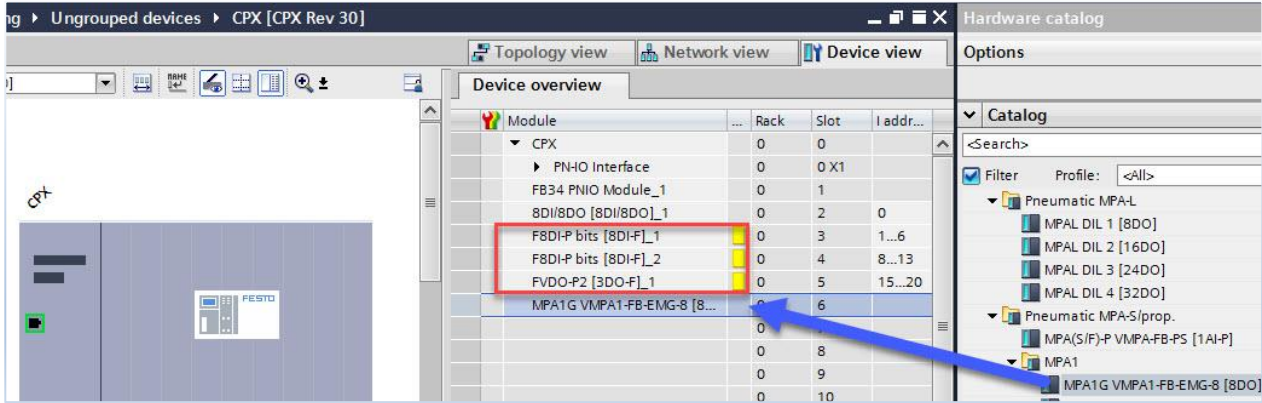 ng ▸ Ungrouped devices ▸ CPX [CPX Rev 30]
Hardware catalog
Topology view Network view Device view
Options
Device overview
Module ... Rack Slot I addr...
CPX 0 0
PN-IO Interface 0 0 X1
FB34 PNIO Module_1 0 1
8DI/8DO [8DI/8DO]_1 0 2 0
F8DI-P bits [8DI-F]_1 0 3 1...6
F8DI-P bits [8DI-F]_2 0 4 8...13
FVDO-P2 [3DO-F]_1 0 5 15...20
MPA1G VMPA1-FB-EMG-8 [8... 6
0
0 8
0 9
0 10
CPX
FESTO
Catalog
<Search>
Filter Profile: <All>
Pneumatic MPA-L
MPAL DIL 1 [8DO]
MPAL DIL 2 [16DO]
MPAL DIL 3 [24DO]
MPAL DIL 4 [32DO]
Pneumatic MPA-S/prop.
MPA(S/F)-P VMPA-FB-PS [1AI-P]
MPA1
MPA1G VMPA1-FB-EMG-8 [8DO]